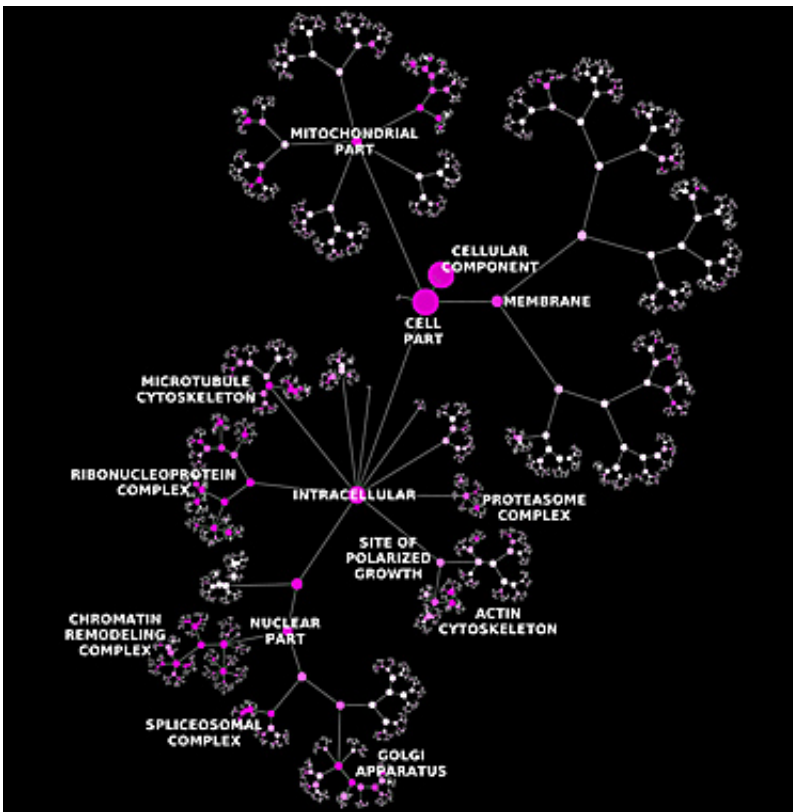 MITOCHONDRIAL
PART
CELLULAR
COMPONENT
MEMBRANE
CELL
PART
MICROTUBULE
CYTOSKELETON
RIBONUCLEOPROTEIN
COMPLEX
INTRACELLULAR
PROTEASOME
COMPLEX
SITE OF
POLARIZED
GROWTH
ACTIN
CYTOSKELETON
CHROMATIN
REMODELING
COMPLEX
NUCLEAR
PART
SPLICEOSOMAL
COMPLEX
GOLGI
APPARATUS